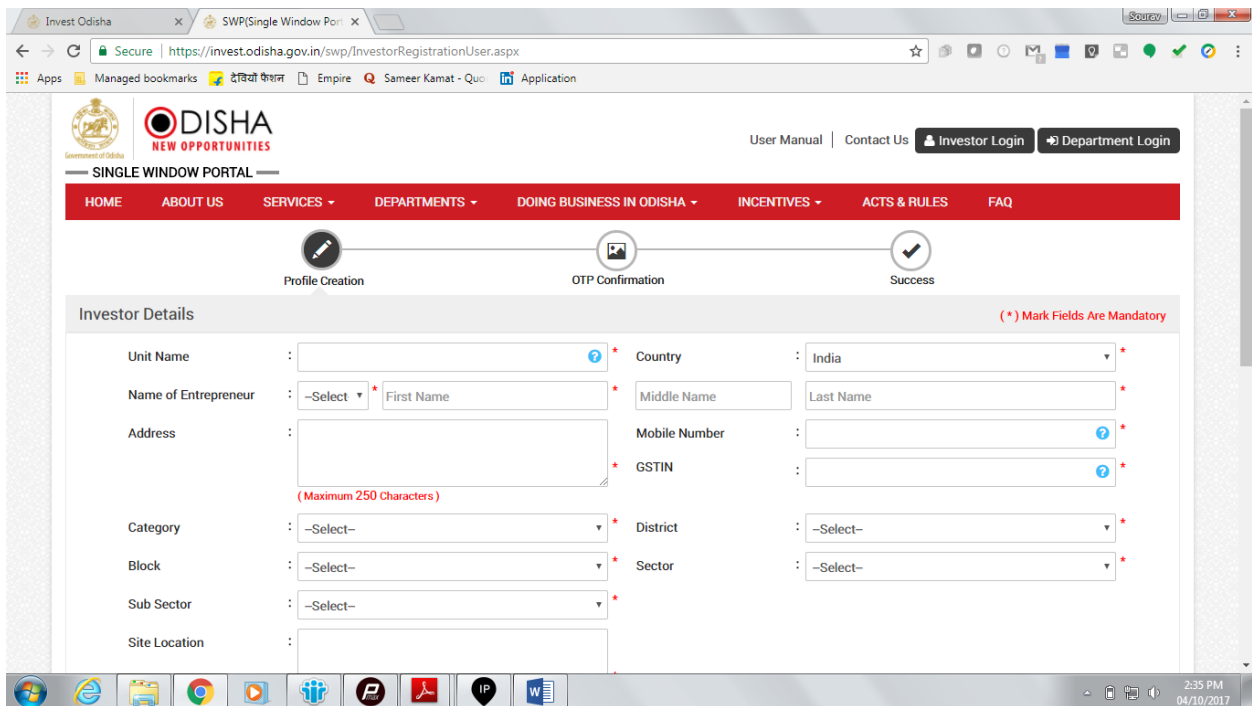 Invest Odisha
SWP(Single Window Port
Sourav
Secure | https://invest.odisha.gov.in/swp/InvestorRegistrationUser.aspx
Apps Managed bookmarks देवियों फैशन Empire Sameer Kamat - Quo Application
Government of Odisha
ODISHA
NEW OPPORTUNITIES
SINGLE WINDOW PORTAL
User Manual | Contact Us Investor Login Department Login
HOME ABOUT US SERVICES DEPARTMENTS DOING BUSINESS IN ODISHA INCENTIVES ACTS & RULES FAQ
Profile Creation OTP Confirmation Success
Investor Details (*) Mark Fields Are Mandatory
Unit Name : ? * Country : India *
Name of Entrepreneur : --Select * First Name * Middle Name Last Name *
Address : Mobile Number : ? *
* GSTIN : ? *
( Maximum 250 Characters )
Category : --Select-- * District : --Select-- *
Block : --Select-- * Sector : --Select-- *
Sub Sector : --Select-- *
Site Location :
max IP W
2:35 PM
04/10/2017